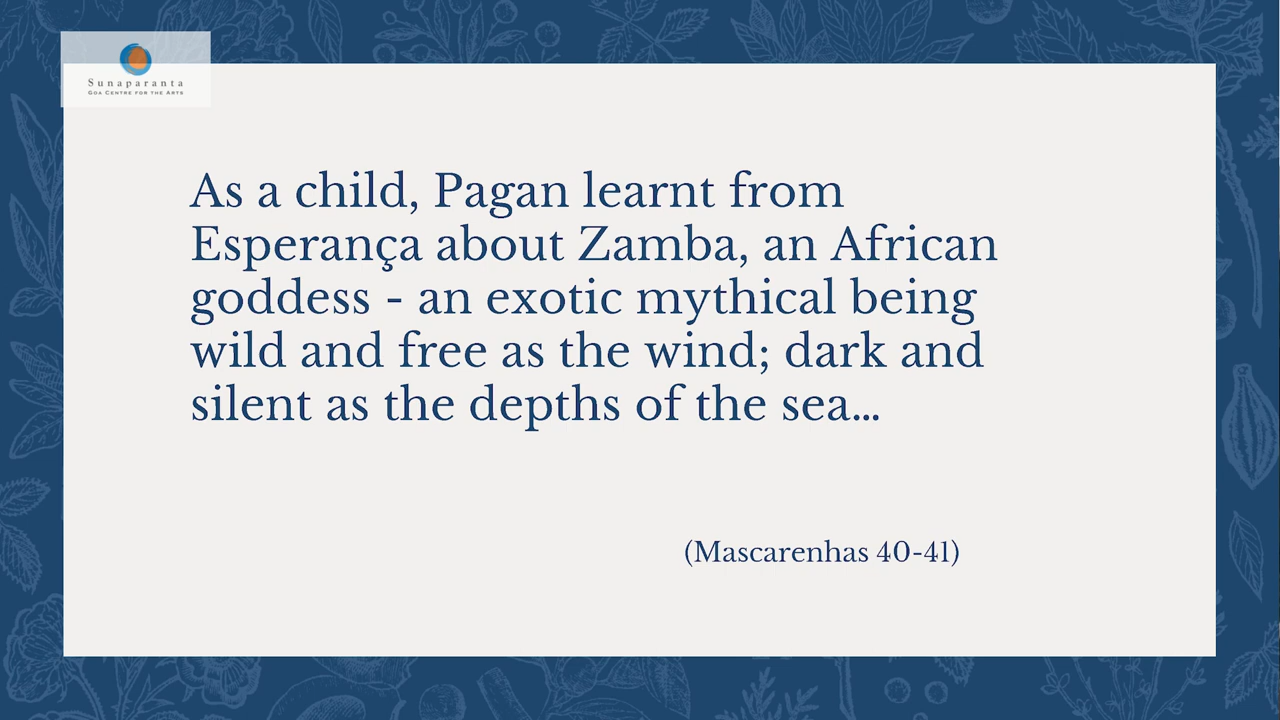 Sunaparanta
Goa Centre for the Arts
As a child, Pagan learnt from
Esperança about Zamba, an African
goddess - an exotic mythical being
wild and free as the wind; dark and
silent as the depths of the sea…
(Mascarenhas 40-41)